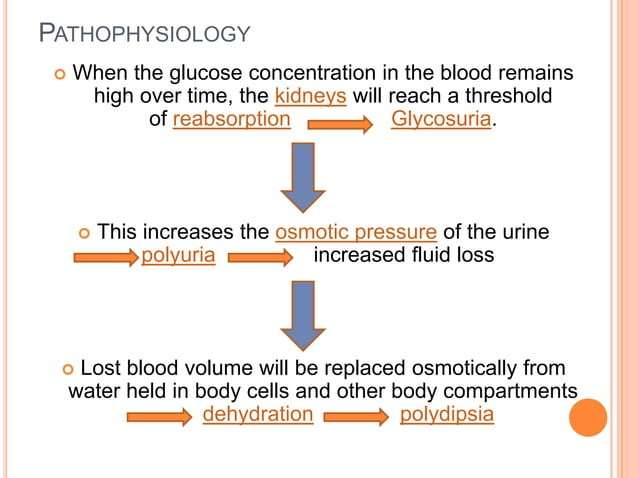 PATHOPHYSIOLOGY
When the glucose concentration in the blood remains
high over time, the kidneys will reach a threshold
of reabsorption Glycosuria.
This increases the osmotic pressure of the urine
polyuria increased fluid loss
Lost blood volume will be replaced osmotically from
water held in body cells and other body compartments
dehydration polydipsia